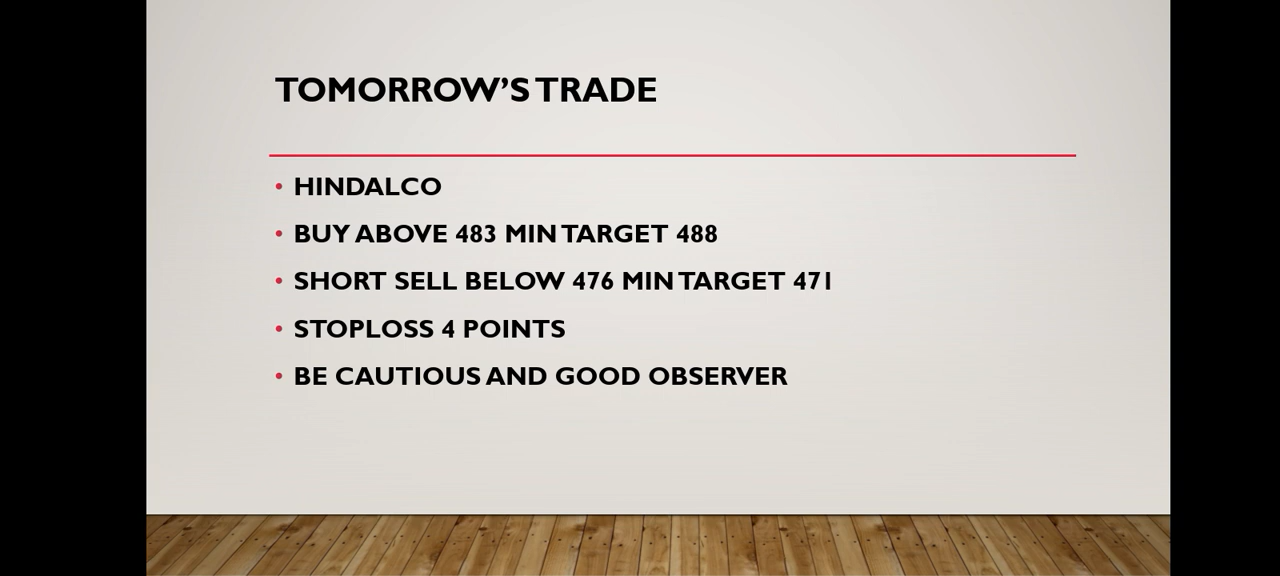 TOMORROW’S TRADE
HINDALCO
BUY ABOVE 483 MIN TARGET 488
SHORT SELL BELOW 476 MIN TARGET 471
STOPLOSS 4 POINTS
BE CAUTIOUS AND GOOD OBSERVER